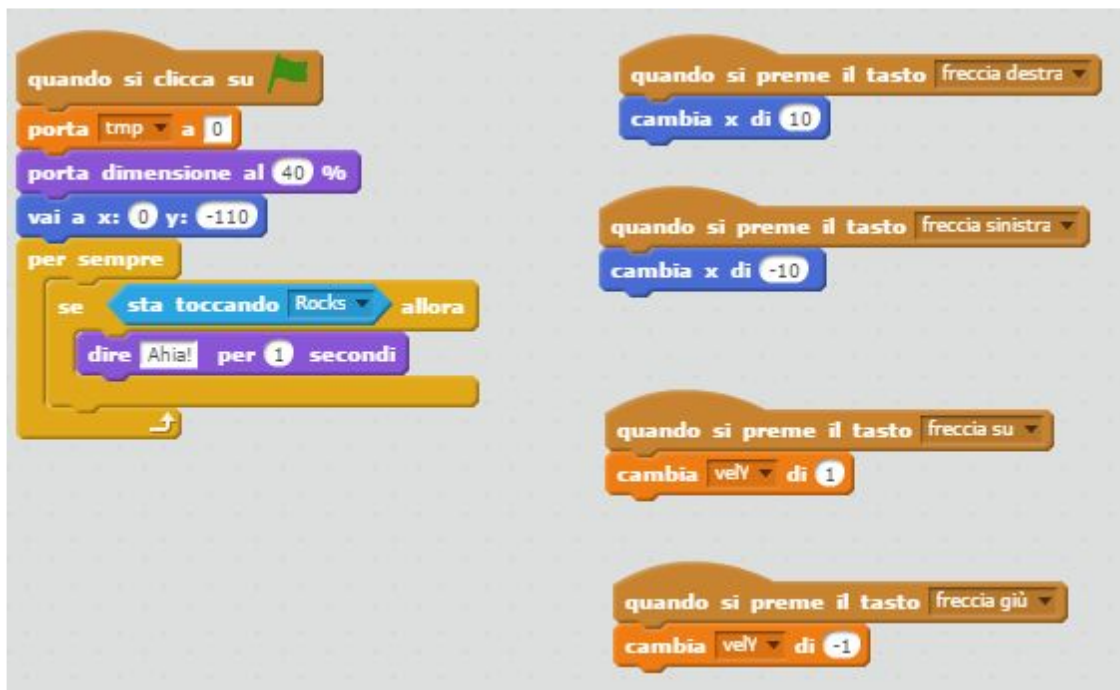 quando si clicca su
porta tmp a 0
porta dimensione al 40 %
vai a x: 0 y: -110
per sempre
se sta toccando Rocks allora
dire Ahia! per 1 secondi
quando si preme il tasto freccia destra
cambia x di 10
quando si preme il tasto freccia sinistra
cambia x di -10
quando si preme il tasto freccia su
cambia velY di 1
quando si preme il tasto freccia giù
cambia velY di -1